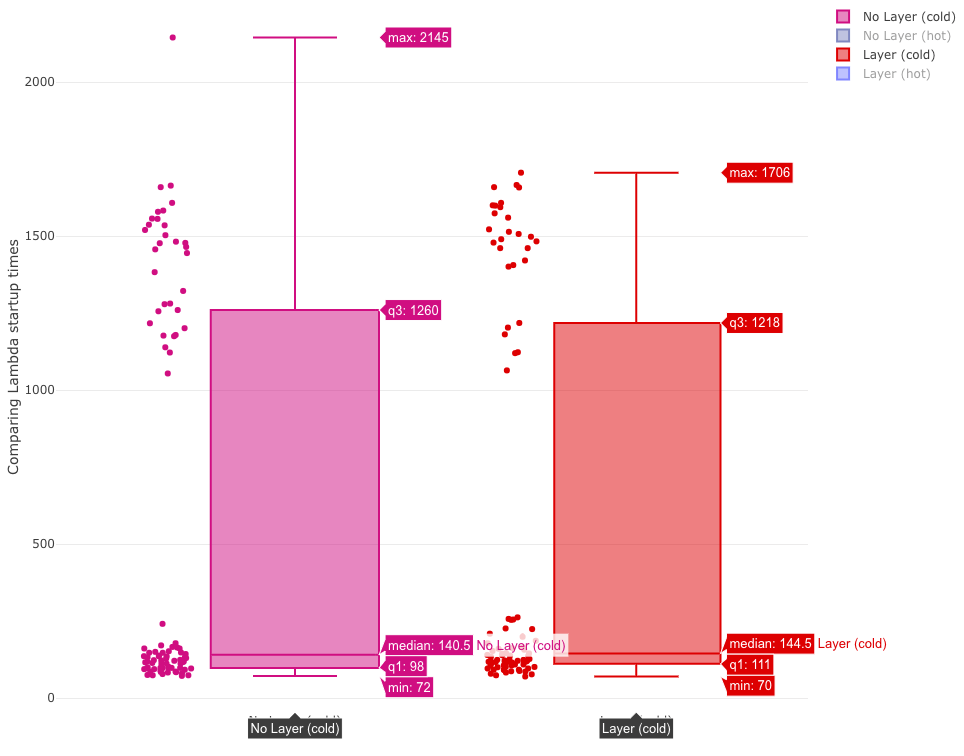 No Layer (cold)
No Layer (hot)
Layer (cold)
Layer (hot)
Comparing Lambda startup times
2000
1500
1000
500
0
max: 2145
q3: 1260
median: 140.5 No Layer (cold)
q1: 98
min: 72
max: 1706
q3: 1218
median: 144.5 Layer (cold)
q1: 111
min: 70
No Layer (cold)
Layer (cold)